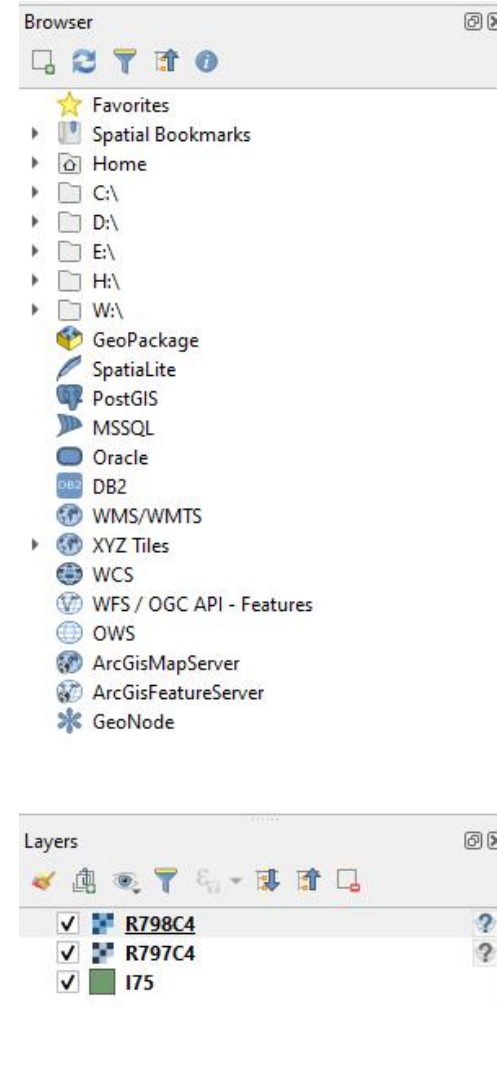 Browser
Favorites
Spatial Bookmarks
Home
C:\
D:\
E:\
H:\
W:\
GeoPackage
SpatiaLite
PostGIS
MSSQL
Oracle
DB2 DB2
WMS/WMTS
XYZ Tiles
WCS
WFS / OGC API - Features
OWS
ArcGisMapServer
ArcGisFeatureServer
GeoNode
Layers
R798C4 ?
R797C4 ?
I75